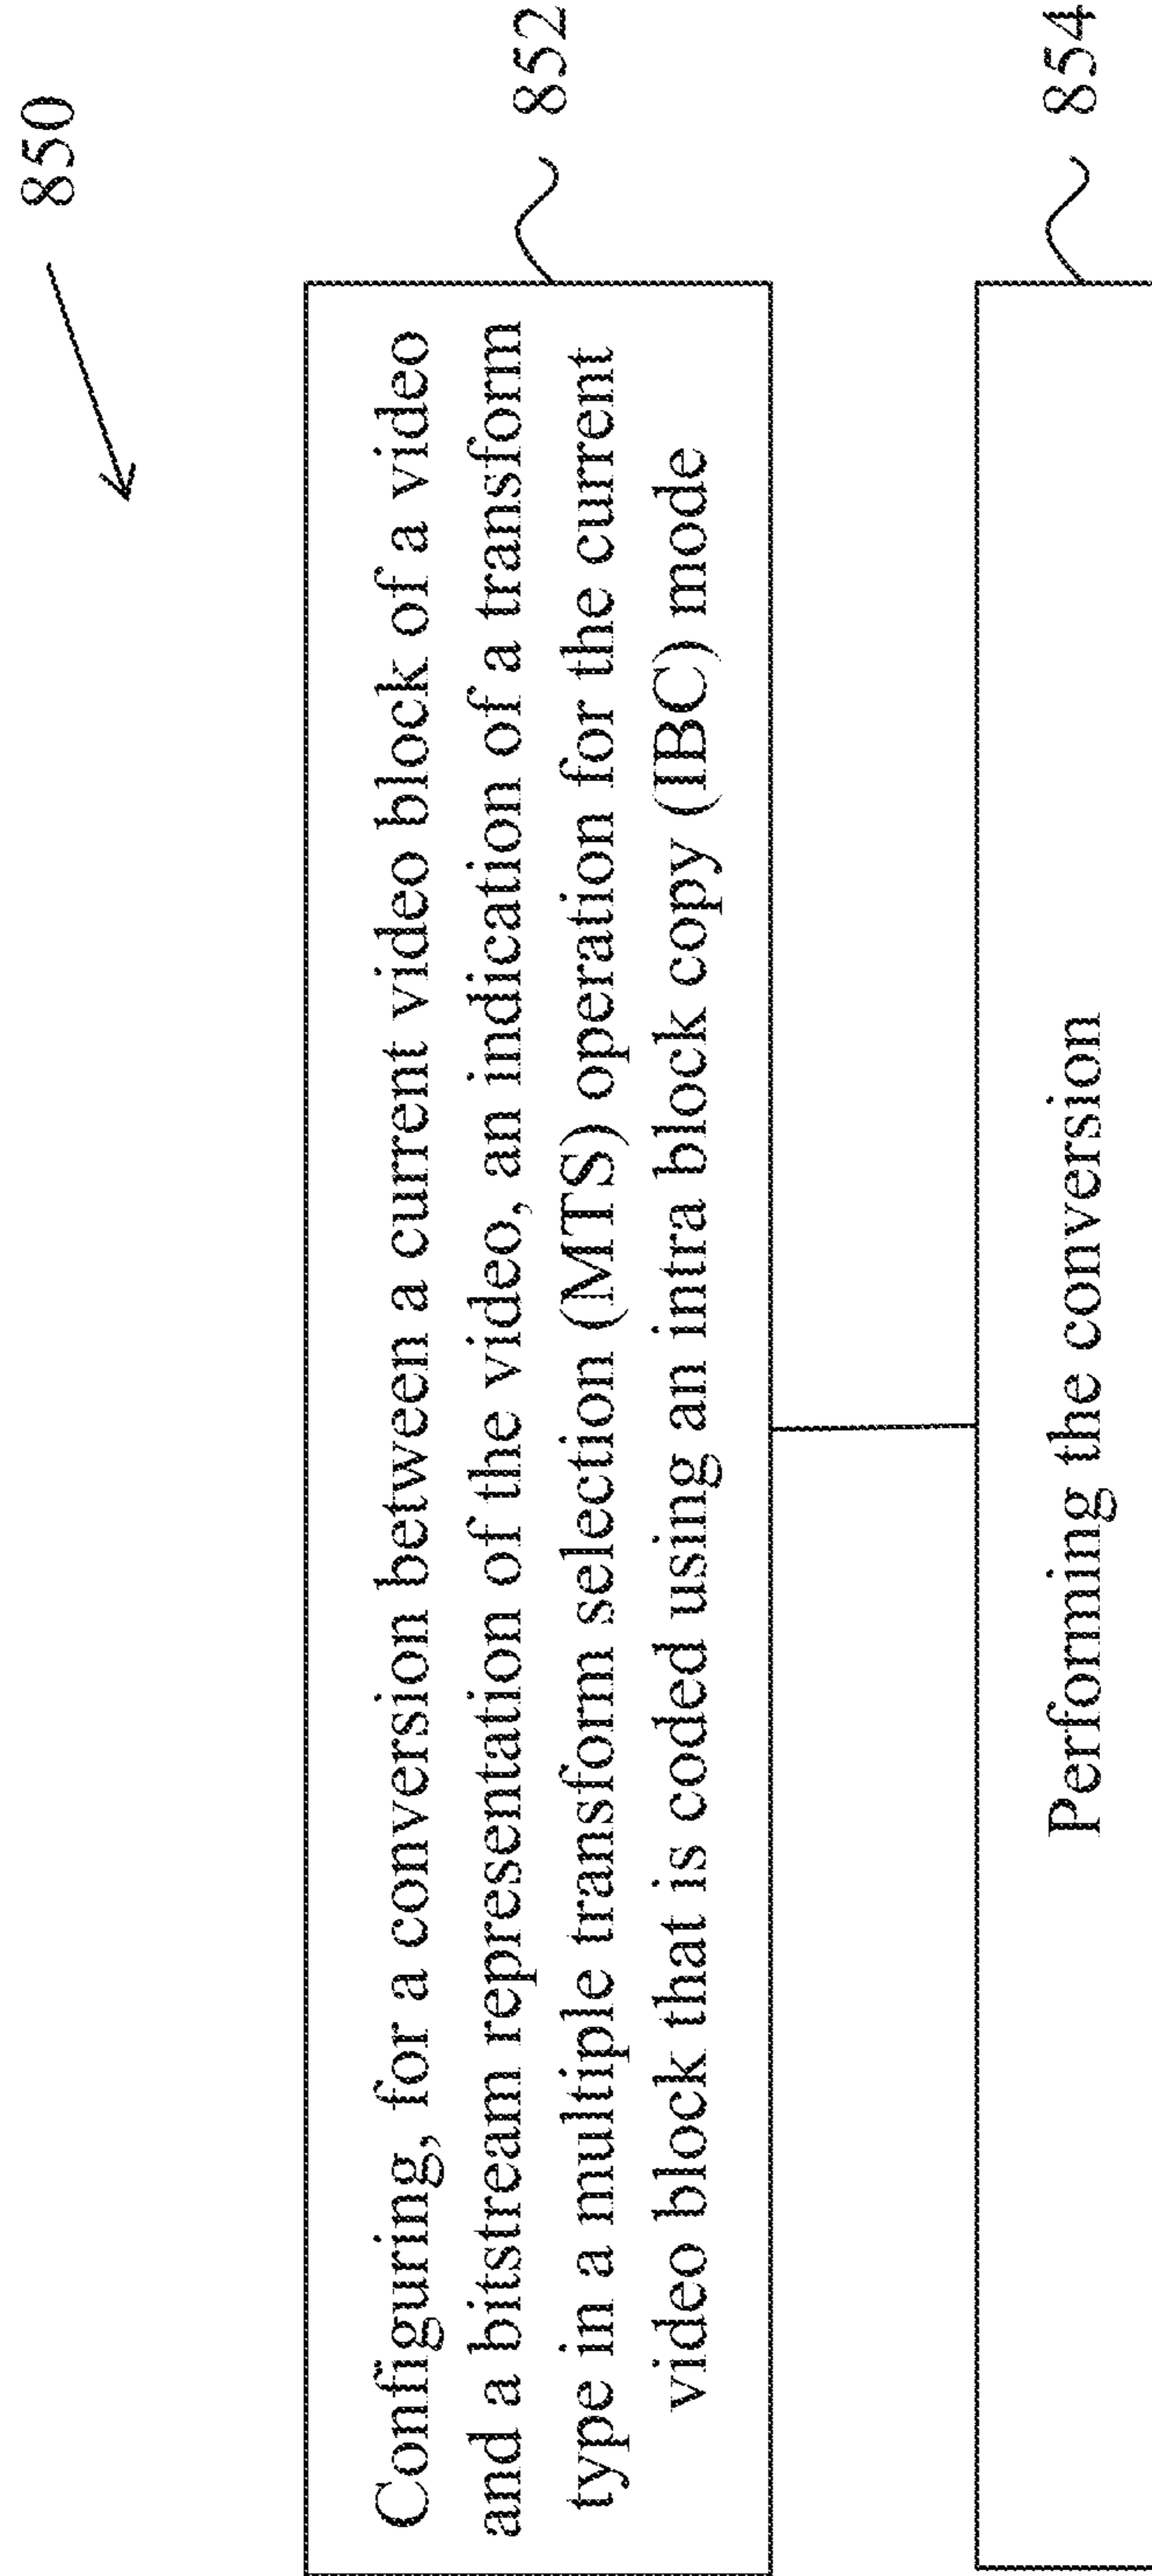 850
Configuring, for a conversion between a current video block of a video
and a bitstream representation of the video, an indication of a transform
type in a multiple transform selection (MTS) operation for the current
video block that is coded using an intra block copy (IBC) mode
852
Performing the conversion
854